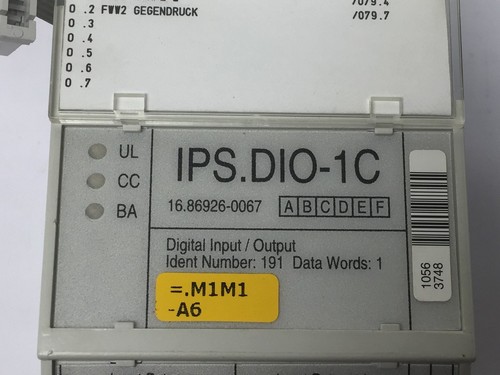 /079.4
0 .2 FWW2 GEGENDRUCK /079.7
0 .3
0 .4
0 .5
0 .6
0 .7
UL
CC
BA
IPS.DIO-1C
16.86926-0067 A B C D E F
Digital Input / Output
Ident Number: 191 Data Words: 1
=.M1M1
-A6
1056
3748